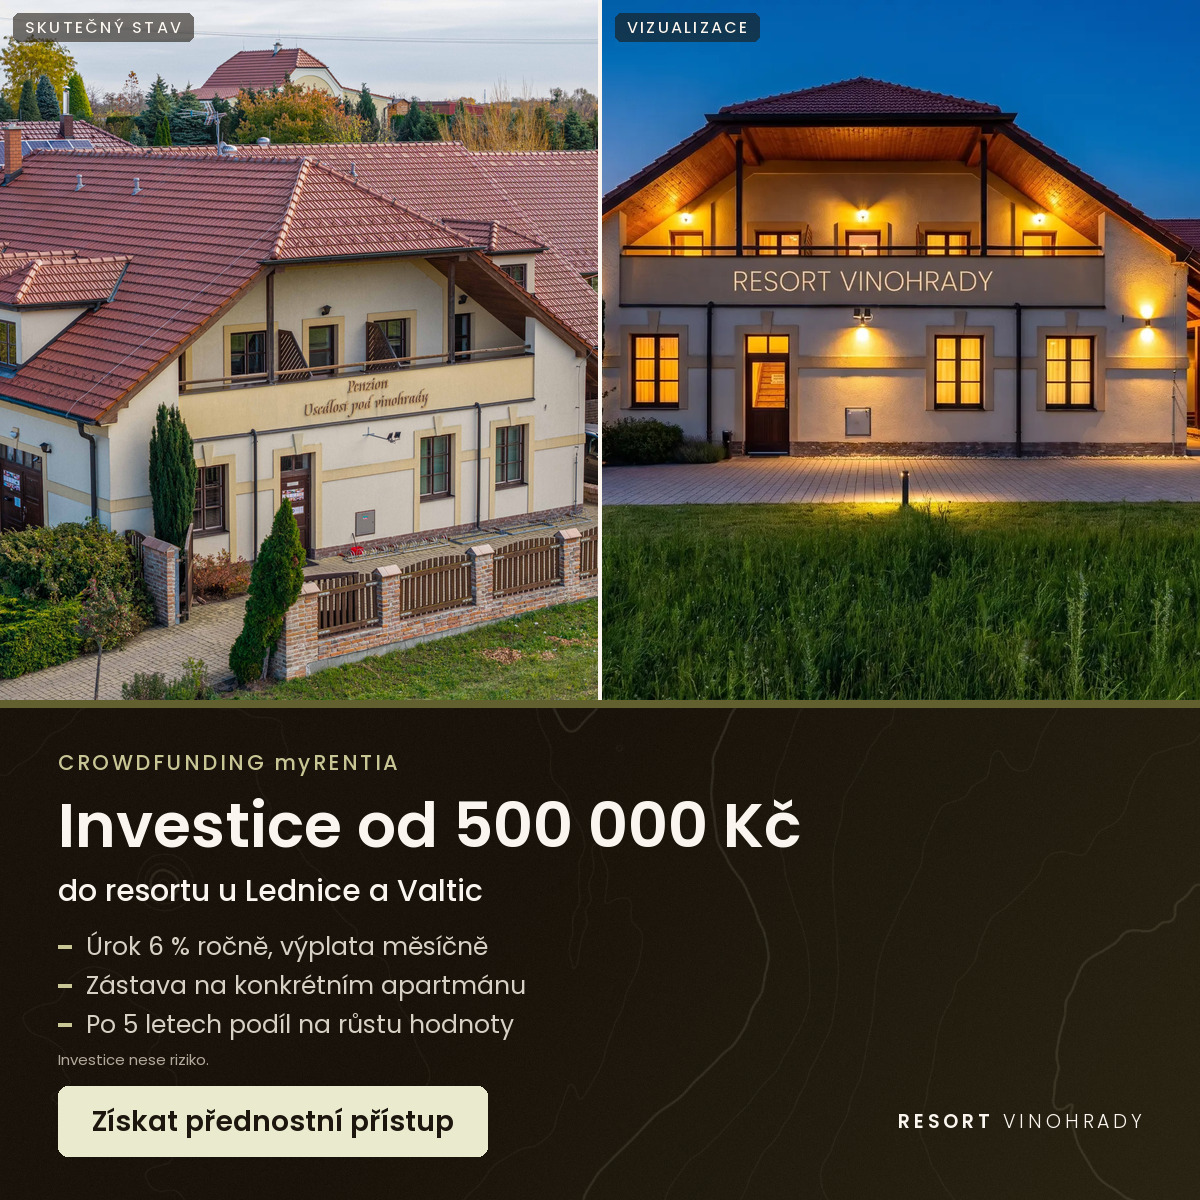 SKUTEČNÝ STAV
VIZUALIZACE
Penzion
Usedlost pod vinohrady
RESORT VINOHRADY
CROWDFUNDING myRENTIA
Investice od 500 000 Kč
do resortu u Lednice a Valtic
– Úrok 6 % ročně, výplata měsíčně
– Zástava na konkrétním apartmánu
– Po 5 letech podíl na růstu hodnoty
Investice nese riziko.
Získat přednostní přístup
RESORT VINOHRADY